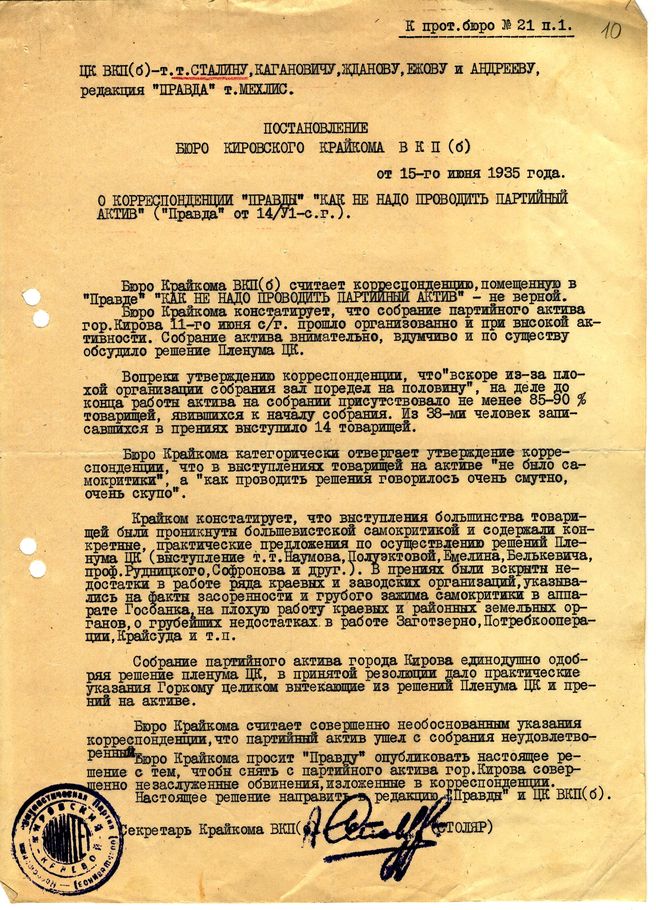 К прот.бюро № 21 п.1.
10
ЦК ВКП(б)-т.т.СТАЛИНУ,КАГАНОВИЧУ,ЖДАНОВУ,ЕЖОВУ и АНДРЕЕВУ,
редакция "ПРАВДА" т.МЕХЛИС.
ПОСТАНОВЛЕНИЕ
БЮРО КИРОВСКОГО КРАЙКОМА В К П (б)
от 15-го июня 1935 года.
О КОРРЕСПОНДЕНЦИИ "ПРАВДЫ" "КАК НЕ НАДО ПРОВОДИТЬ ПАРТИЙНЫЙ
АКТИВ" ("Правда" от 14/У1-с.г.).
Бюро Крайкома ВКП(б) считает корреспонденцию,помещенную в
"Правде" "КАК НЕ НАДО ПРОВОДИТЬ ПАРТИЙНЫЙ АКТИВ" - не верной.
Бюро Крайкома констатирует, что собрание партийного актива
гор.Кирова 11-го июня с/г. прошло организованно и при высокой ак-
тивности. Собрание актива внимательно, вдумчиво и по существу
обсудило решение Пленума ЦК.
Вопреки утверждению корреспонденции, что"вскоре из-за пло-
хой организации собрания зал поредел на половину", на деле до
конца работы актива на собрании присутствовало не менее 85-90 %
товарищей, явившихся к началу собрания. Из 38-ми человек запи-
савшихся в прениях выступило 14 товарищей.
Бюро Крайкома категорически отвергает утверждение корре-
спонденции, что в выступлениях товарищей на активе "не было са-
мокритики", а "как проводить решения говорилось очень смутно,
очень скупо".
Крайком констатирует, что выступления большинства товари-
щей были проникнуты большевистской самокритикой и содержали кон-
кретные, практические предложения по осуществлению решений Пле-
нума ЦК (выступление т.т.Наумова,Полуектовой,Емелина,Белькевича,
проф.Рудницкого,Софронова и друг.). В прениях были вскрыты не-
достатки в работе ряда краевых и заводских организаций,указыва-
лись на факты засоренности и грубого зажима самокритики в аппа-
рате Госбанка,на плохую работу краевых и районных земельных ор-
ганов,о грубейших недостатках в работе Заготзерно,Потребкоопера-
ции,Крайсуда и т.п.
Собрание партийного актива города Кирова единодушно одоб-
ряя решение пленума ЦК, в принятой резолюции дало практические
указания Горкому целиком вытекающие из решений Пленума ЦК и пре-
ний на активе.
Бюро Крайкома считает совершенно необоснованным указания
корреспонденции,что партийный актив ушел с собрания неудовлетво-
ренный.
Бюро Крайкома просит "Правду" опубликовать настоящее ре-
шение с тем, чтобы снять с партийного актива гор.Кирова совер-
шенно незаслуженные обвинения,изложенные в корреспонденции.
Настоящее решение направить в редакцию "Правды" и ЦК ВКП(б).
Секретарь Крайкома ВКП(
(СТОЛЯР)
КИРОВСКИЙ
КОМИТЕТ
КРАЕВОЙ